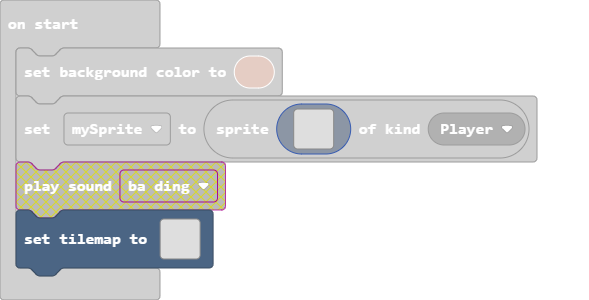 on start
set background color to
set mySprite to sprite of kind Player
play sound ba ding
set tilemap to